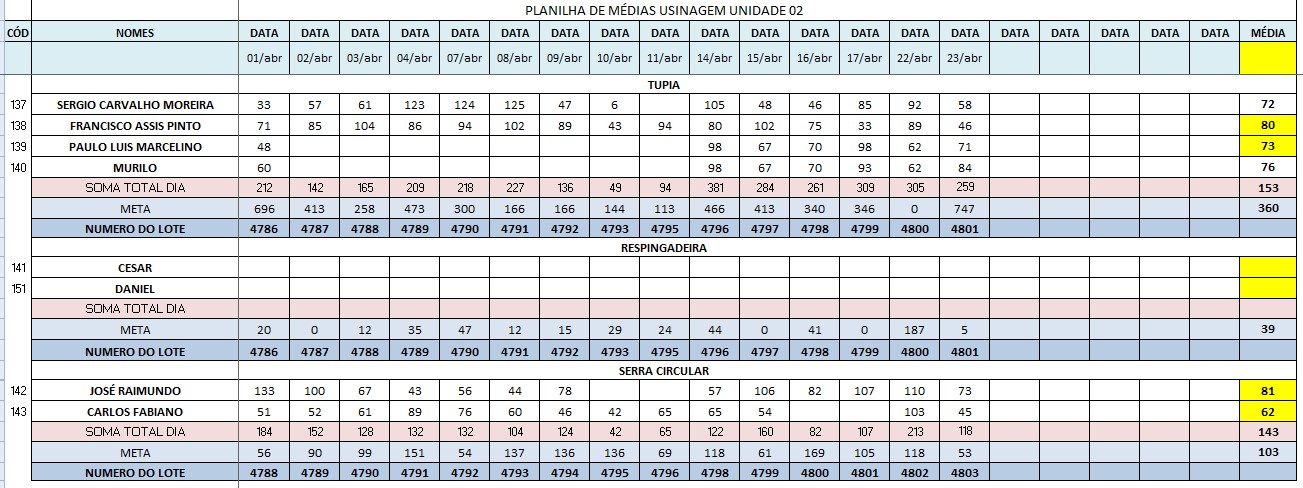 PLANILHA DE MÉDIAS USINAGEM UNIDADE 02
CÓD NOMES DATA DATA DATA DATA DATA DATA DATA DATA DATA DATA DATA DATA DATA DATA DATA DATA DATA DATA DATA DATA MÉDIA
01/abr 02/abr 03/abr 04/abr 07/abr 08/abr 09/abr 10/abr 11/abr 14/abr 15/abr 16/abr 17/abr 22/abr 23/abr
TUPIA
137 SERGIO CARVALHO MOREIRA 33 57 61 123 124 125 47 6 105 48 46 85 92 58 72
138 FRANCISCO ASSIS PINTO 71 85 104 86 94 102 89 43 94 80 102 75 33 89 46 80
139 PAULO LUIS MARCELINO 48 98 67 70 98 62 71 73
140 MURILO 60 98 67 70 93 62 84 76
SOMA TOTAL DIA 212 142 165 209 218 227 136 49 94 381 284 261 309 305 259 153
META 696 413 258 473 300 166 166 144 113 466 413 340 346 0 747 360
NUMERO DO LOTE 4786 4787 4788 4789 4790 4791 4792 4793 4795 4796 4797 4798 4799 4800 4801
RESPINGADEIRA
141 CESAR
151 DANIEL
SOMA TOTAL DIA
META 20 0 12 35 47 12 15 29 24 44 0 41 0 187 5 39
NUMERO DO LOTE 4786 4787 4788 4789 4790 4791 4792 4793 4795 4796 4797 4798 4799 4800 4801
SERRA CIRCULAR
142 JOSÉ RAIMUNDO 133 100 67 43 56 44 78 57 106 82 107 110 73 81
143 CARLOS FABIANO 51 52 61 89 76 60 46 42 65 65 54 103 45 62
SOMA TOTAL DIA 184 152 128 132 132 104 124 42 65 122 160 82 107 213 118 143
META 56 90 99 151 54 137 136 136 69 118 61 169 105 118 53 103
NUMERO DO LOTE 4788 4789 4790 4791 4792 4793 4794 4795 4796 4798 4799 4800 4801 4802 4803